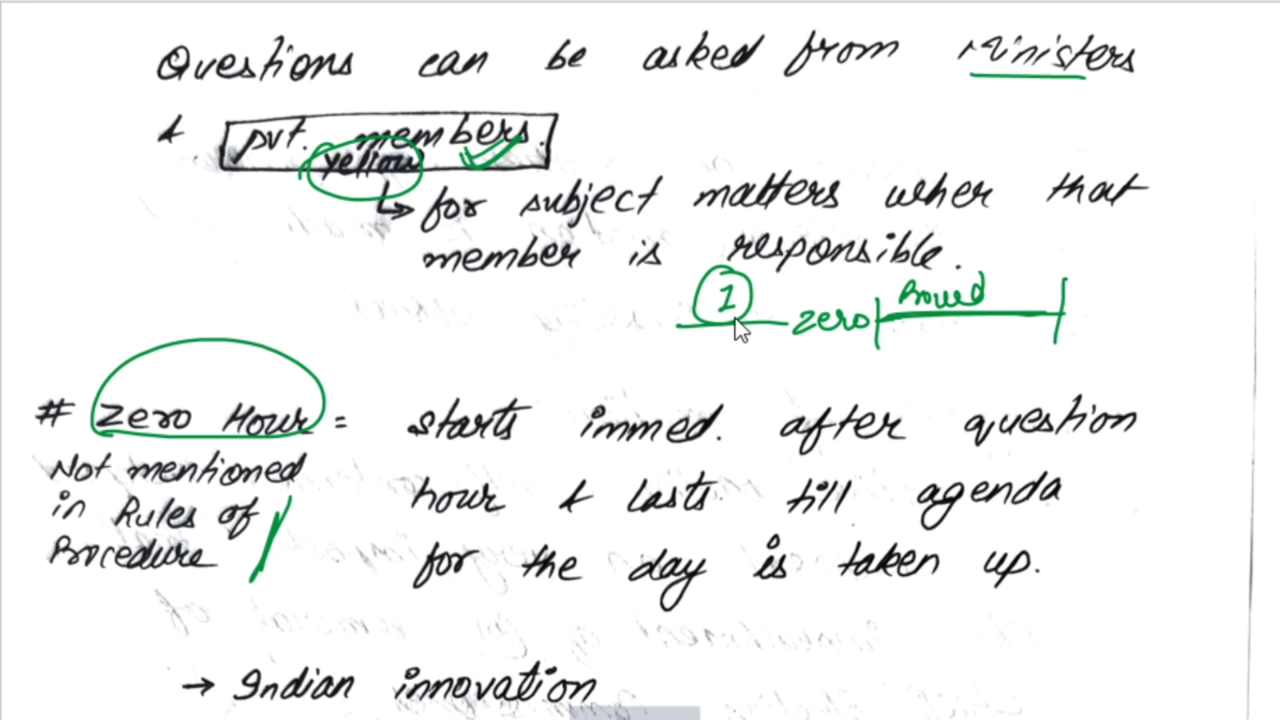 Questions can be asked from Ministers
& pvt. members.
yellow
↳ for subject matters wher that
member is responsible.
1 zero
# Zero Hour = starts immed. after question
Not mentioned hour & lasts till agenda
in Rules of
Procedure for the day is taken up.
→ Indian innovation